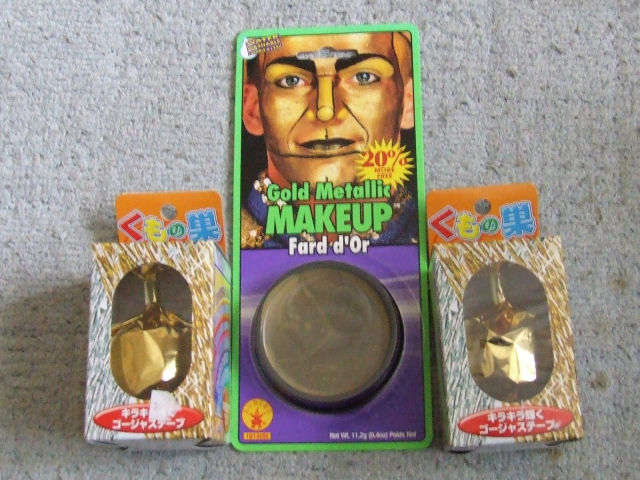 WATER
WASHABLE
20%
MORE
FREE
Gold Metallic
MAKEUP
Fard d'Or
Net Wt. 11.2g (0.4oz) Poids Net
くもの巣
キラキ
ゴージャステープ
くもの巣
キラキラ輝く
ゴージャステープ